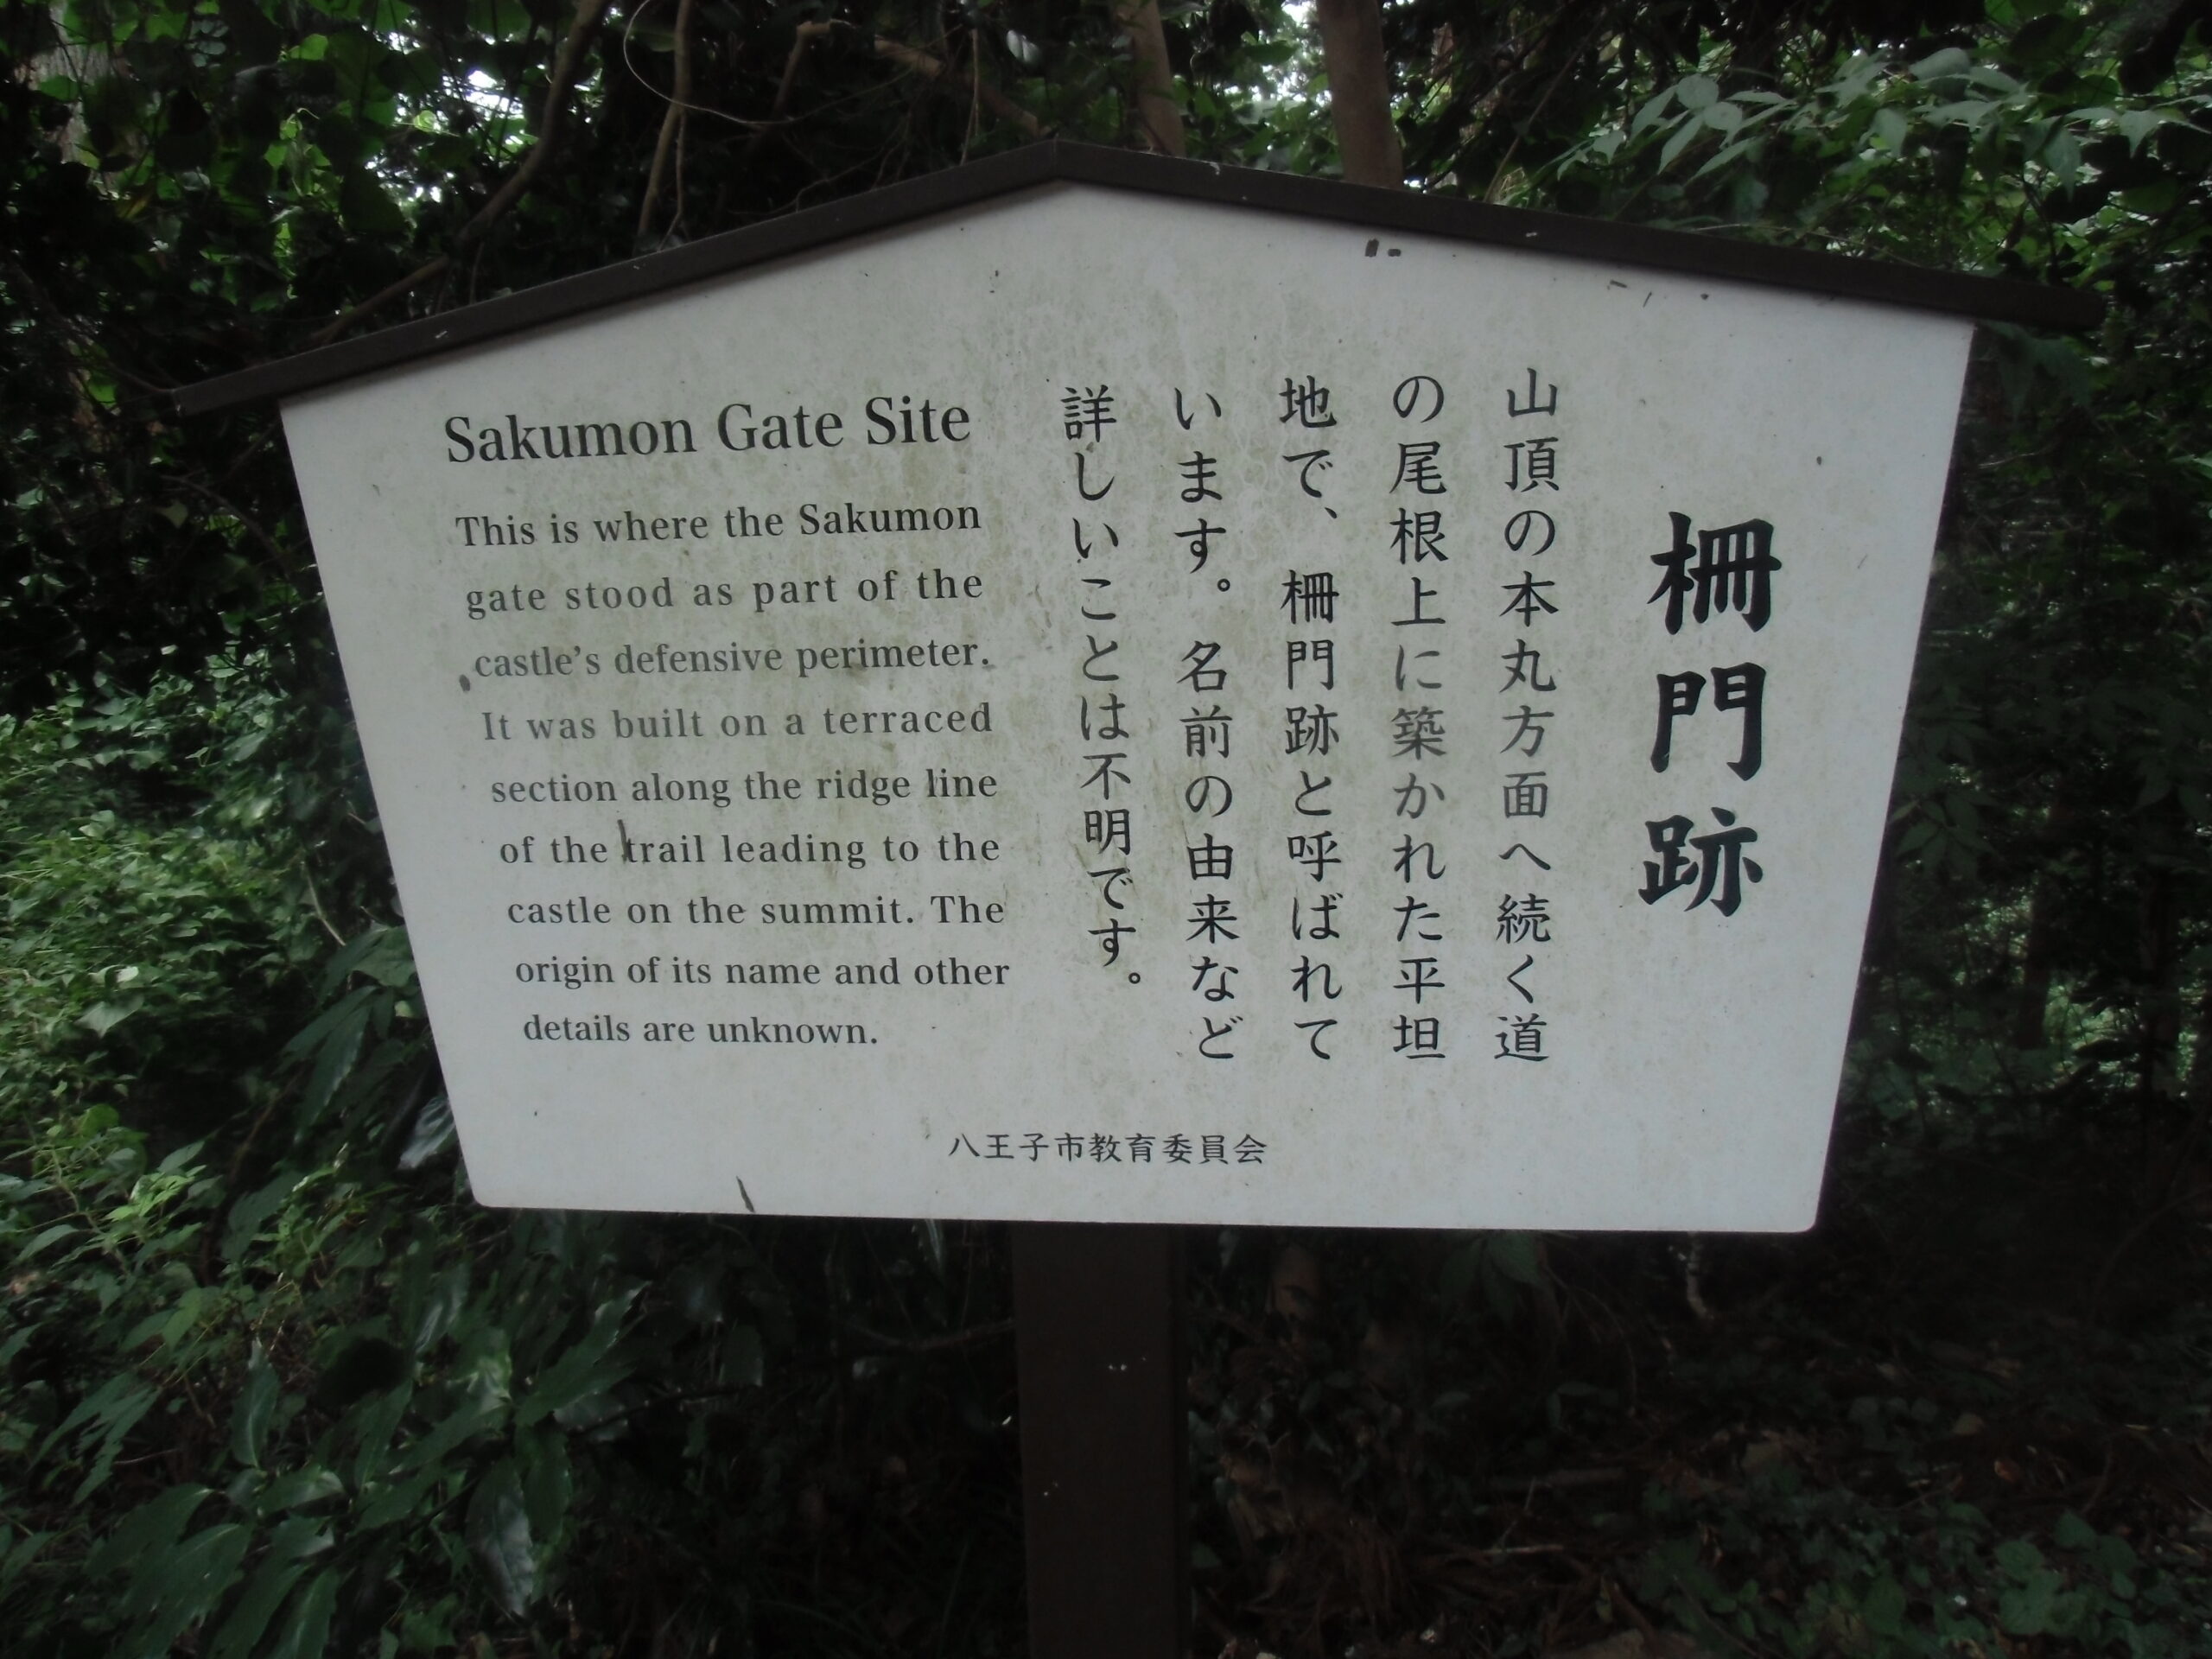 柵門跡
山頂の本丸方面へ続く道
の尾根上に築かれた平坦
地で、柵門跡と呼ばれて
います。名前の由来など
詳しいことは不明です。
Sakumon Gate Site
This is where the Sakumon
gate stood as part of the
castle's defensive perimeter.
It was built on a terraced
section along the ridge line
of the trail leading to the
castle on the summit. The
origin of its name and other
details are unknown.
八王子市教育委員会